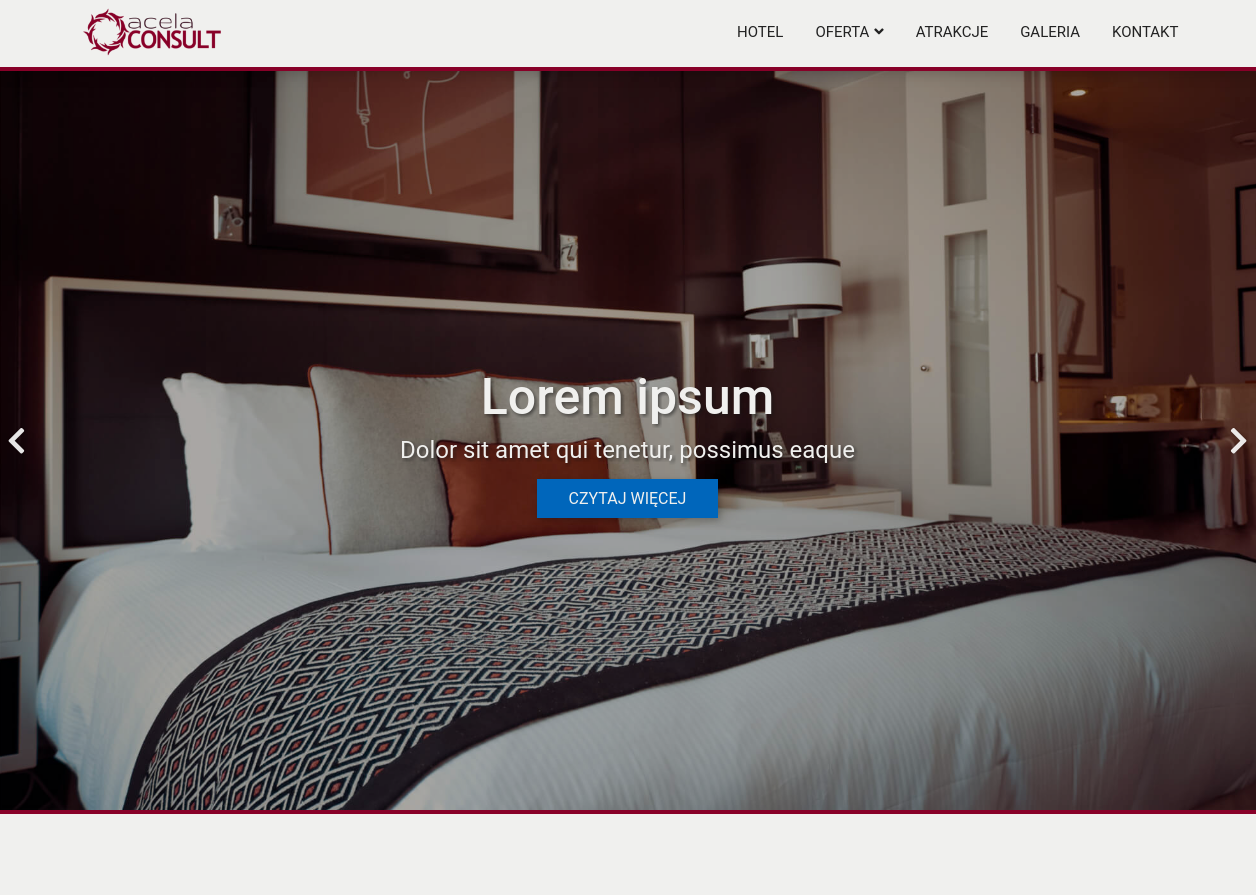 acela
CONSULT
HOTEL
OFERTA
ATRAKCJE
GALERIA
KONTAKT
Lorem ipsum
Dolor sit amet qui tenetur, possimus eaque
CZYTAJ WIĘCEJ